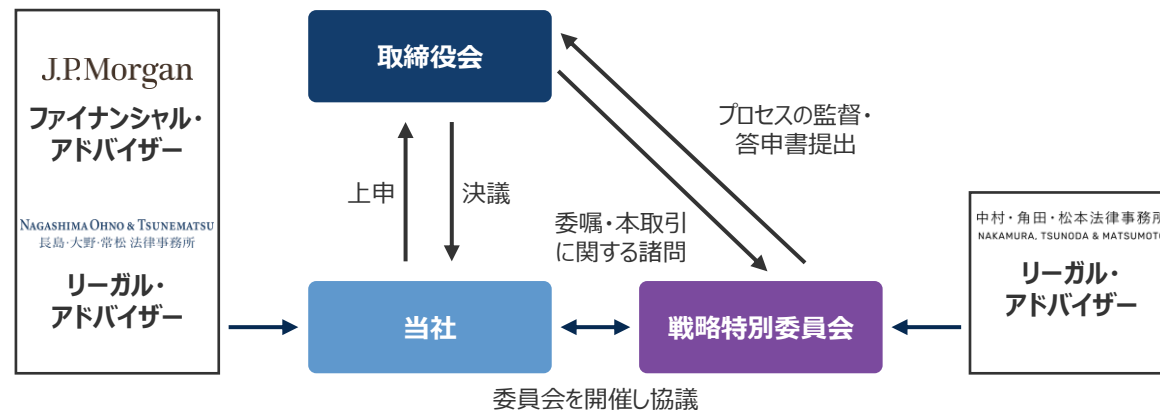 J.P.Morgan
ファイナンシャル・
アドバイザー
NAGASHIMA OHNO & TSUNEMATSU
長島・大野・常松 法律事務所
リーガル・
アドバイザー
取締役会
上申
決議
プロセスの監督・
答申書提出
委嘱・本取引
に関する諮問
当社
戦略特別委員会
委員会を開催し協議
中村・角田・松本法律事務所
NAKAMURA, TSUNODA & MATSUMOTO
リーガル・
アドバイザー